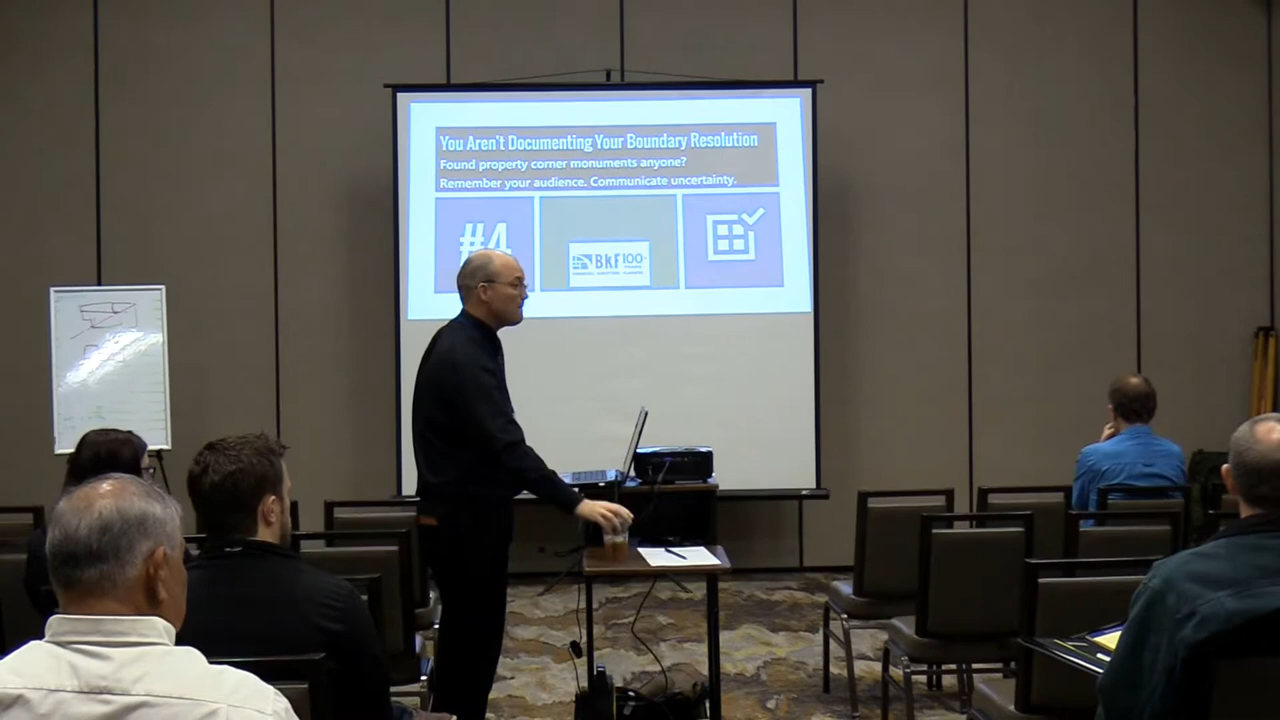 You Aren't Documenting Your Boundary Resolution
Found property corner monuments anyone?
Remember your audience. Communicate uncertainty.
#4
BKF 100+